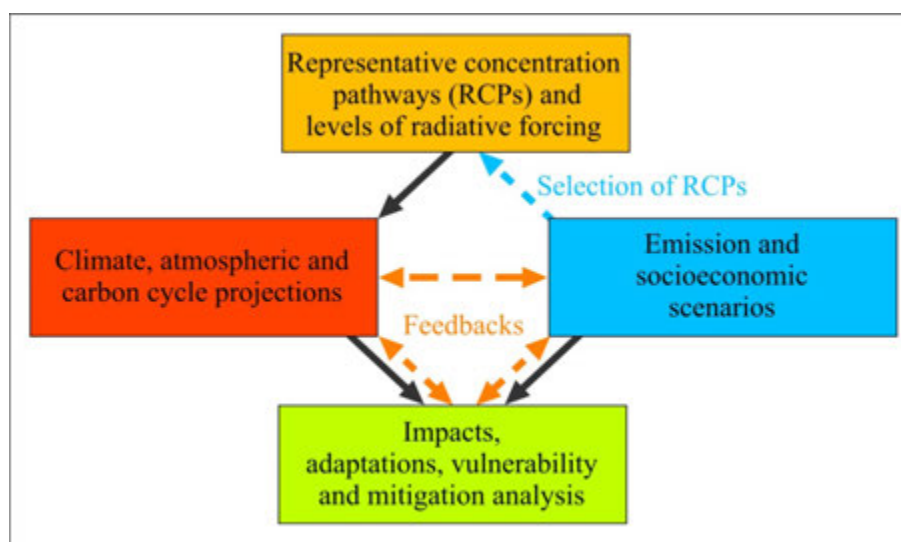 Representative concentration
pathways (RCPs) and
levels of radiative forcing
Selection of RCPs
Climate, atmospheric and
carbon cycle projections
Emission and
socioeconomic
scenarios
Feedbacks
Impacts,
adaptations, vulnerability
and mitigation analysis